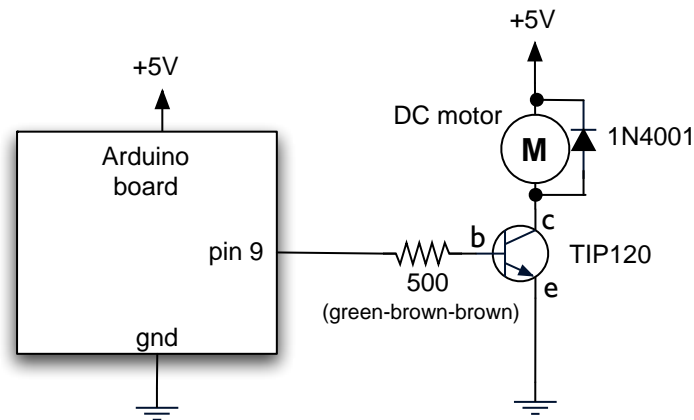 +5V
+5V
DC motor
1N4001
M
Arduino
board
c
b
pin 9
TIP120
500
e
(green-brown-brown)
gnd